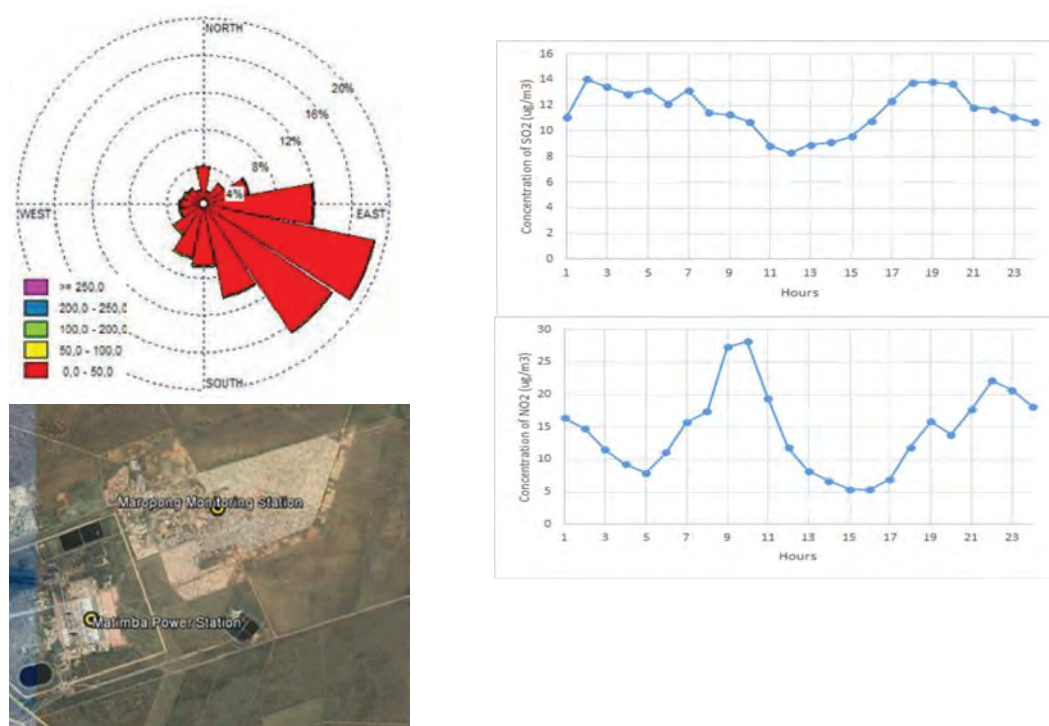 NORTH
20%
16%
12%
8%
4%
WEST
EAST
SOUTH
>= 250,0
200,0 - 250,0
100,0 - 200,0
50,0 - 100,0
0,0 - 50,0
Maropong Monitoring Station
Matimba Power Station
Concentration of SO2 (ug/m3)
16
14
12
10
8
6
4
2
0
1 3 5 7 9 11 13 15 17 19 21 23
Hours
Concentration of NO2 (ug/m3)
30
25
20
15
10
5
0
1 3 5 7 9 11 13 15 17 19 21 23
Hours